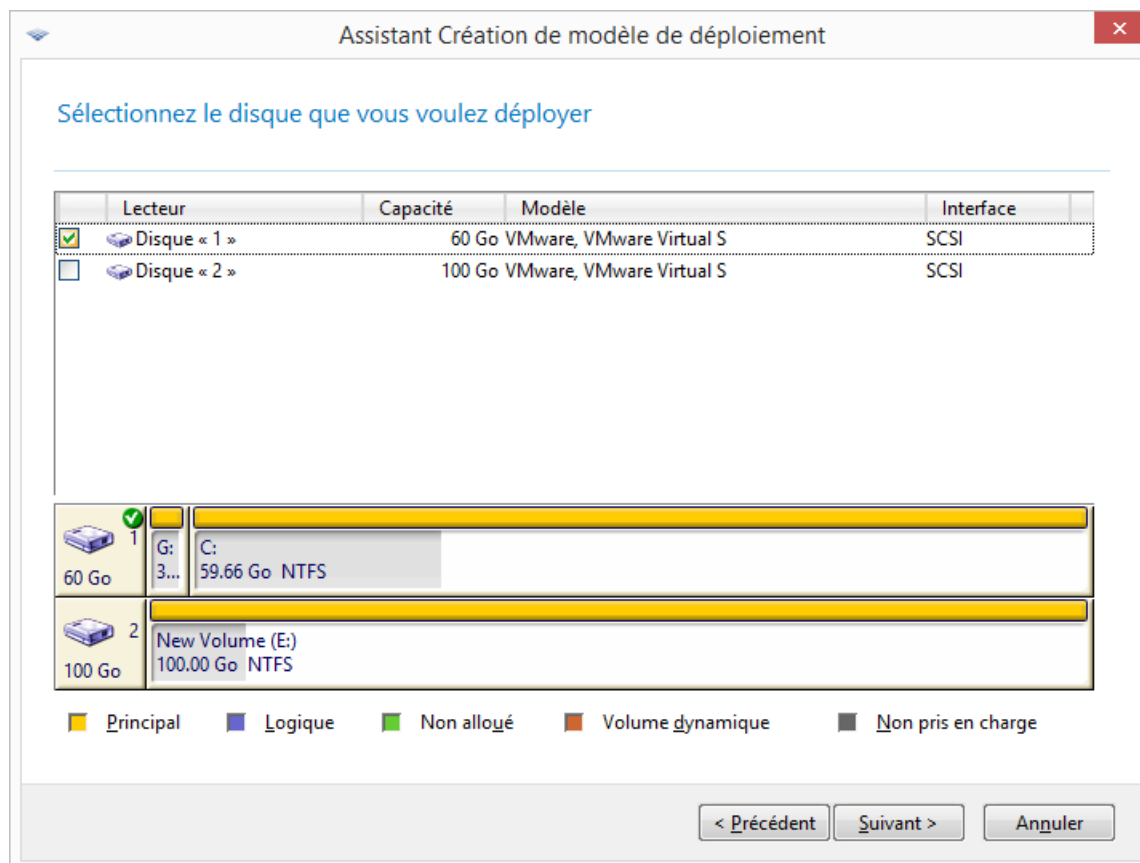 Assistant Création de modèle de déploiement
Sélectionnez le disque que vous voulez déployer
Lecteur Capacité Modèle Interface
Disque « 1 » 60 Go VMware, VMware Virtual S SCSI
Disque « 2 » 100 Go VMware, VMware Virtual S SCSI
1
60 Go
G:
3...
C:
59.66 Go NTFS
2
100 Go
New Volume (E:)
100.00 Go NTFS
Principal Logique Non alloué Volume dynamique Non pris en charge
< Précédent Suivant > Annuler